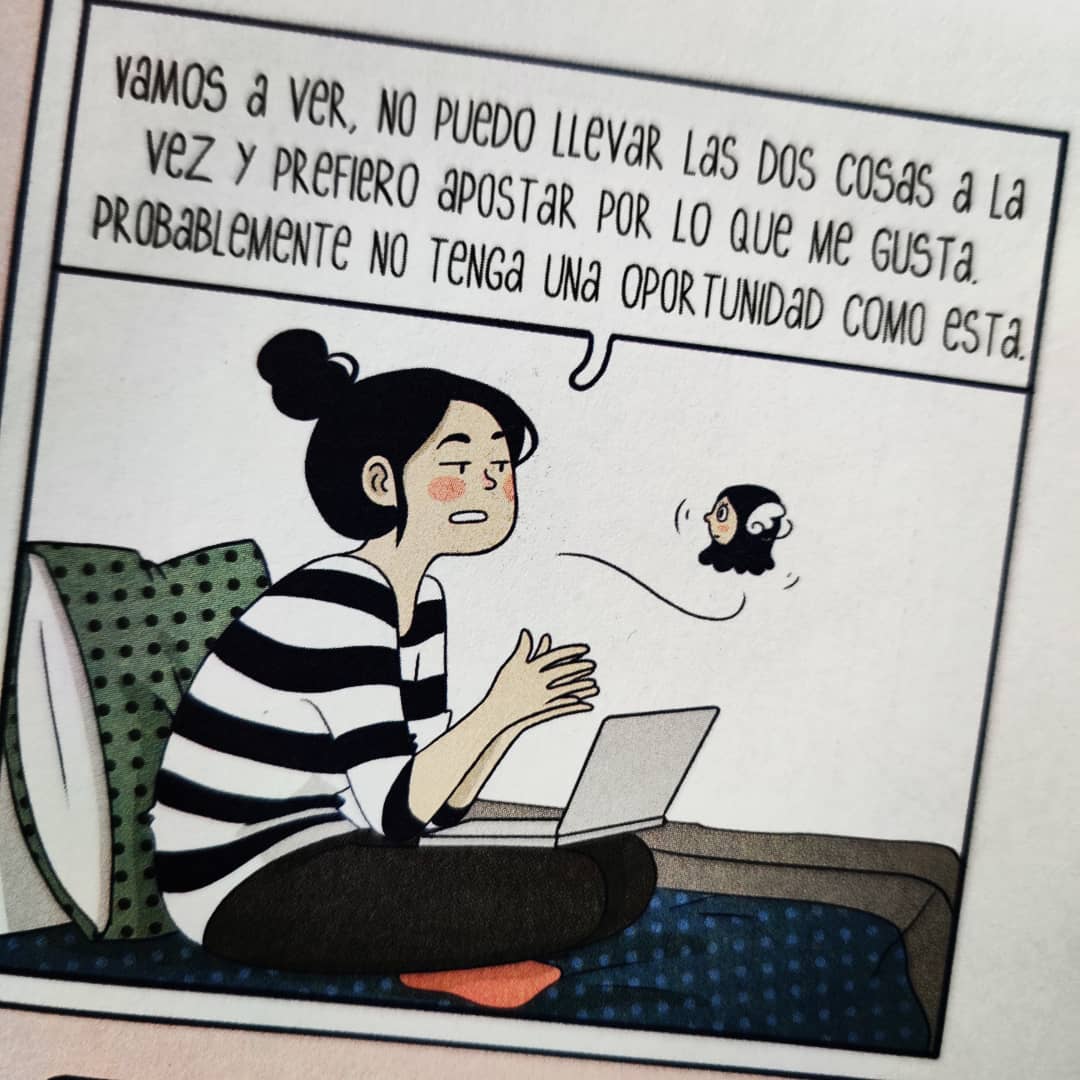 VAMOS A VER, NO PUEDO LLEVAR LAS DOS COSAS A LA
VEZ Y PREFIERO APOSTAR POR LO QUE ME GUSTA.
PROBABLEMENTE NO TENGA UNA OPORTUNIDAD COMO ESTA.